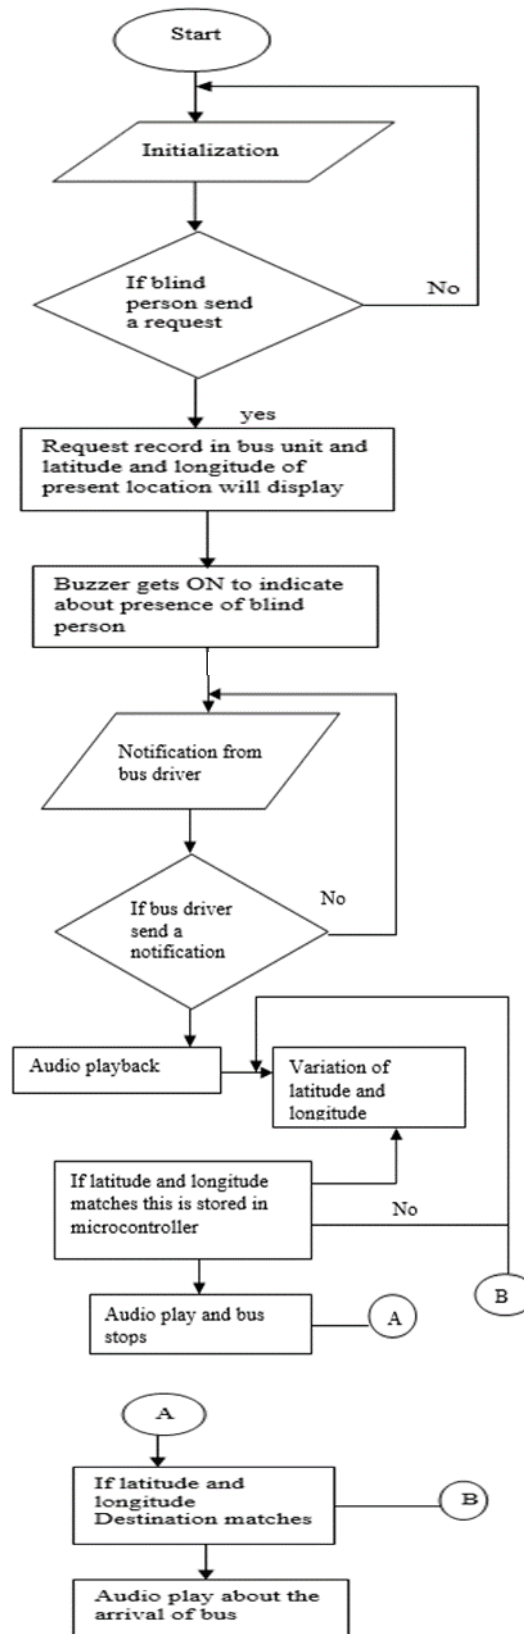 Start
Initialization
If blind
person send
a request
No
yes
Request record in bus unit and
latitude and longitude of
present location will display
Buzzer gets ON to indicate
about presence of blind
person
Notification from
bus driver
If bus driver
send a
notification
No
Audio playback
Variation of
latitude and
longitude
If latitude and longitude
matches this is stored in
microcontroller
No
B
Audio play and bus
stops
A
A
If latitude and
longitude
Destination matches
B
Audio play about the
arrival of bus